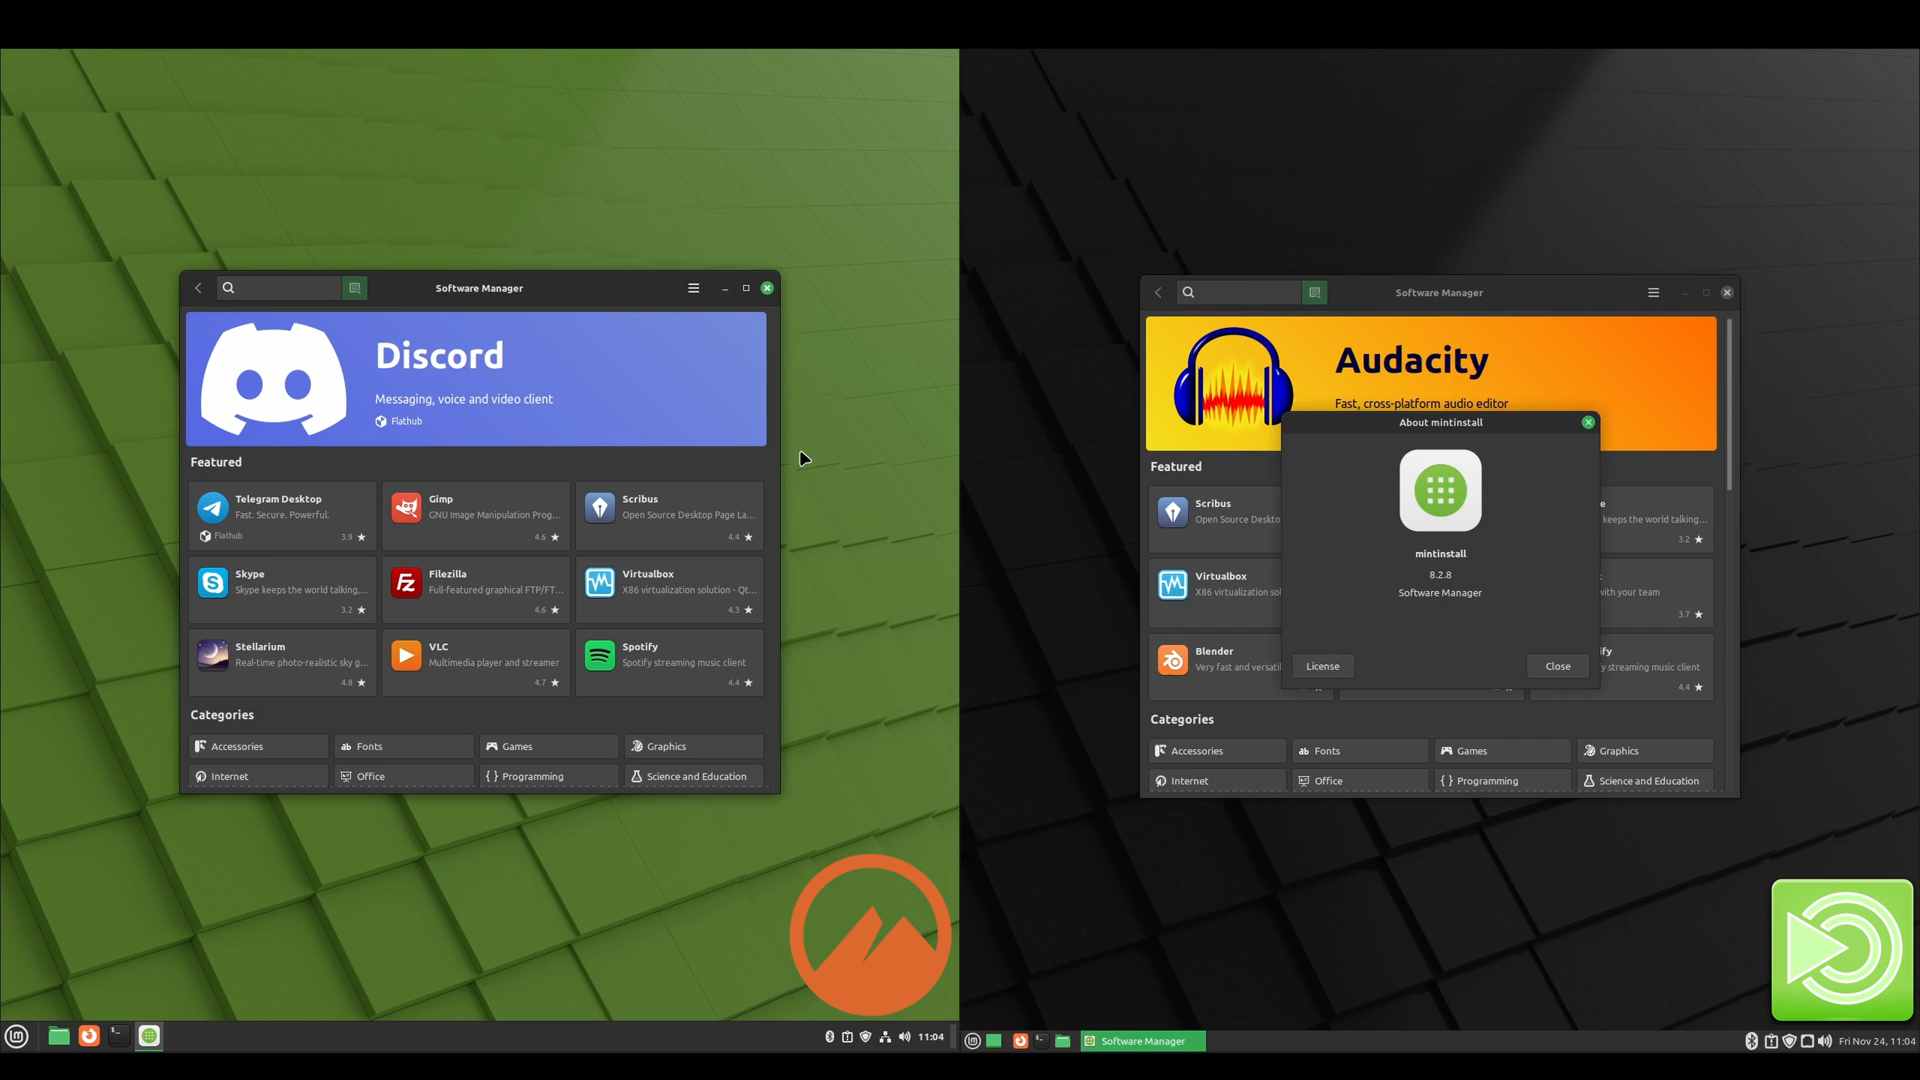 Software Manager
Discord
Messaging, voice and video client
Flathub
Featured
Telegram Desktop
Fast. Secure. Powerful.
Flathub
3.9 ★
Gimp
GNU Image Manipulation Prog...
4.6 ★
Scribus
Open Source Desktop Page La...
4.4 ★
Skype
Skype keeps the world talking,...
3.2 ★
Filezilla
Full-featured graphical FTP/FT...
4.6 ★
Virtualbox
X86 virtualization solution - Qt...
4.3 ★
Stellarium
Real-time photo-realistic sky g...
4.8 ★
VLC
Multimedia player and streamer
4.7 ★
Spotify
Spotify streaming music client
4.4 ★
Categories
Accessories
Fonts
Games
Graphics
Internet
Office
Programming
Science and Education
11:04
Software Manager
Audacity
Fast, cross-platform audio editor
Featured
Scribus
Open Source Deskto
e
keeps the world talking...
3.2 ★
Virtualbox
X86 virtualization sol
with your team
3.7 ★
Blender
Very fast and versati
ify
y streaming music client
4.4 ★
About mintinstall
mintinstall
8.2.8
Software Manager
License
Close
Categories
Accessories
Fonts
Games
Graphics
Internet
Office
Programming
Science and Education
Software Manager
Fri Nov 24, 11:04